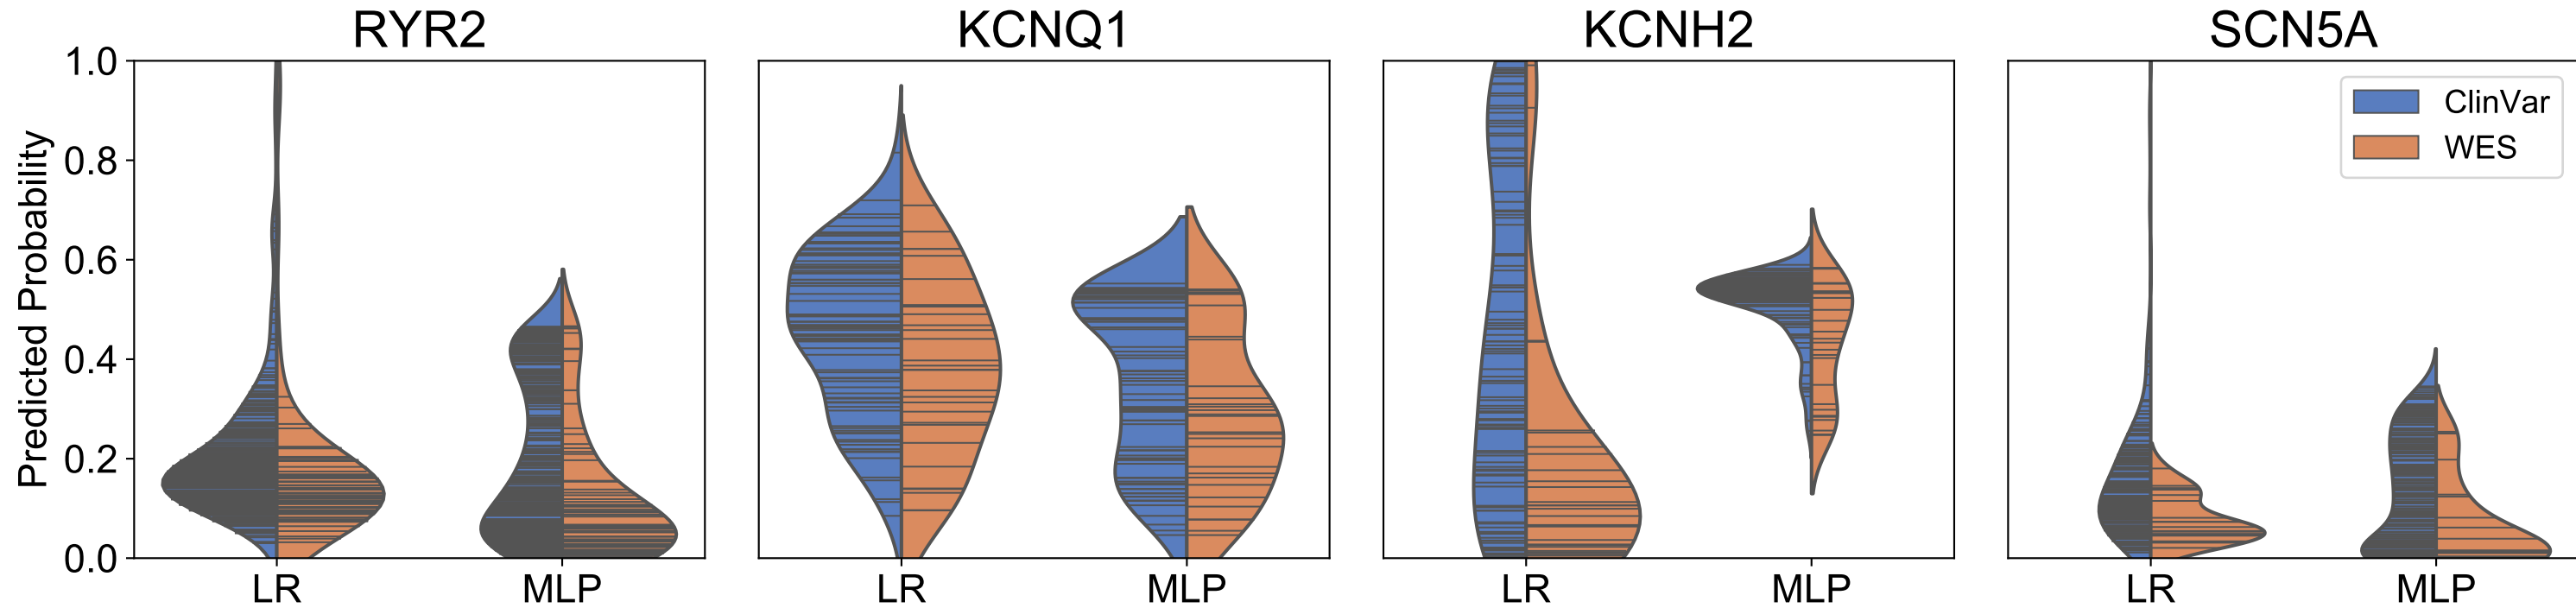 RYR2 KCNQ1 KCNH2 SCN5A
Predicted Probability
1.0
0.8
0.6
0.4
0.2
0.0
ClinVar
WES
LR MLP LR MLP LR MLP LR MLP